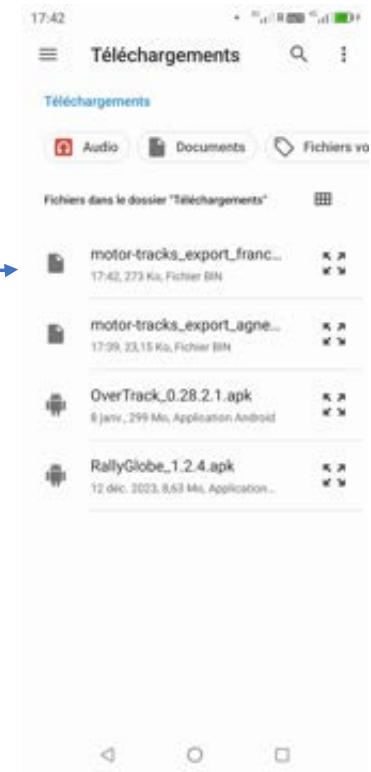 17:42
Téléchargements
Téléchargements
Audio
Documents
Fichiers vo
Fichiers dans le dossier "Téléchargements"
motor-tracks_export_franc...
17:42, 273 Ko, Fichier BIN
motor-tracks_export_agne...
17:39, 23,15 Ko, Fichier BIN
OverTrack_0.28.2.1.apk
8 janv., 299 Mo, Application Android
RallyGlobe_1.2.4.apk
12 déc. 2023, 8,63 Mo, Application...